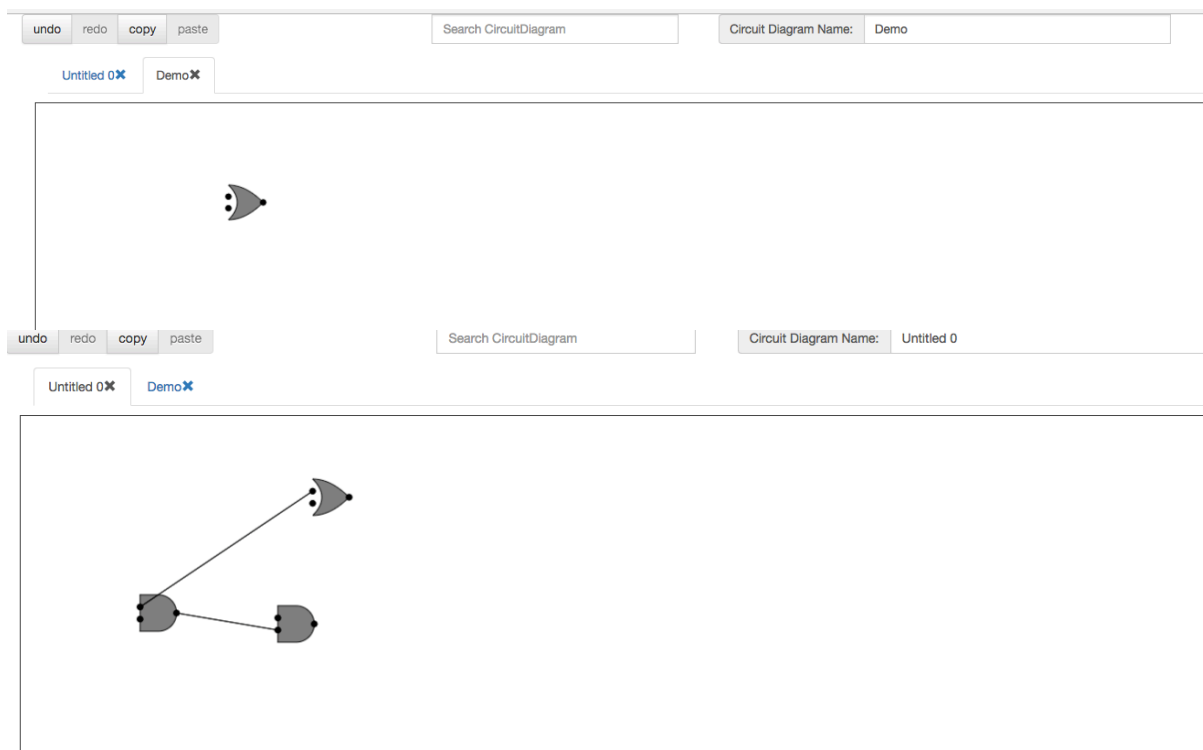 undo redo copy paste Search CircuitDiagram Circuit Diagram Name: Demo
Untitled 0✖ Demo✖
undo redo copy paste Search CircuitDiagram Circuit Diagram Name: Untitled 0
Untitled 0✖ Demo✖